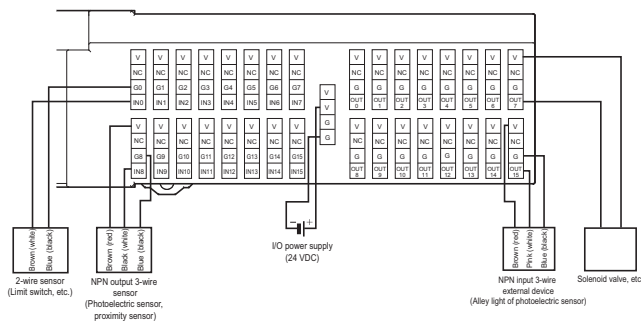 V V V V V V V V V V V V V V V V
NC NC NC NC NC NC NC NC NC NC NC NC NC NC NC NC
G0 G1 G2 G3 G4 G5 G6 G7 G G G G G G G G
IN0 IN1 IN2 IN3 IN4 IN5 IN6 IN7 OUT 0 OUT 1 OUT 2 OUT 3 OUT 4 OUT 5 OUT 6 OUT 7
V
V
G
G
V V V V V V V V V V V V V V V V
NC NC NC NC NC NC NC NC NC NC NC NC NC NC NC NC
G8 G9 G10 G11 G12 G13 G14 G15 G G G G G G G G
IN8 IN9 IN10 IN11 IN12 IN13 IN14 IN15 OUT 8 OUT 9 OUT 10 OUT 11 OUT 12 OUT 13 OUT 14 OUT 15
− +
I/O power supply
(24 VDC)
Brown (white)
Blue (black)
2-wire sensor
(Limit switch, etc.)
Brown (red)
Black (white)
Blue (black)
NPN output 3-wire
sensor
(Photoelectric sensor,
proximity sensor)
Brown (red)
Pink (white)
Blue (black)
NPN input 3-wire
external device
(Alley light of photoelectric sensor)
Solenoid valve, etc